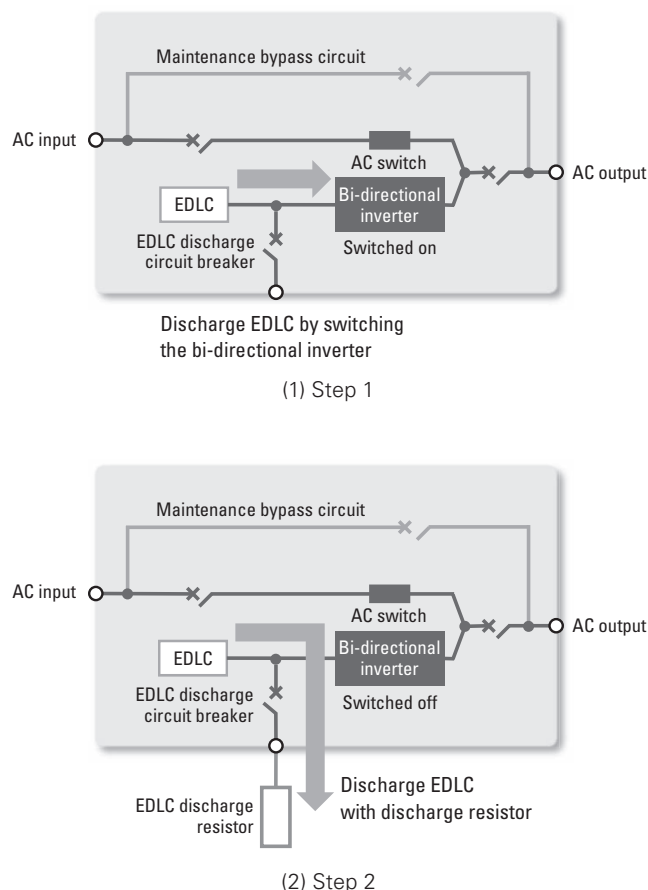 Maintenance bypass circuit
AC input
AC switch
AC output
EDLC
Bi-directional
inverter
EDLC discharge
circuit breaker
Switched on
Discharge EDLC by switching
the bi-directional inverter
(1) Step 1
Maintenance bypass circuit
AC input
AC switch
AC output
EDLC
Bi-directional
inverter
EDLC discharge
circuit breaker
Switched off
EDLC discharge
resistor
Discharge EDLC
with discharge resistor
(2) Step 2